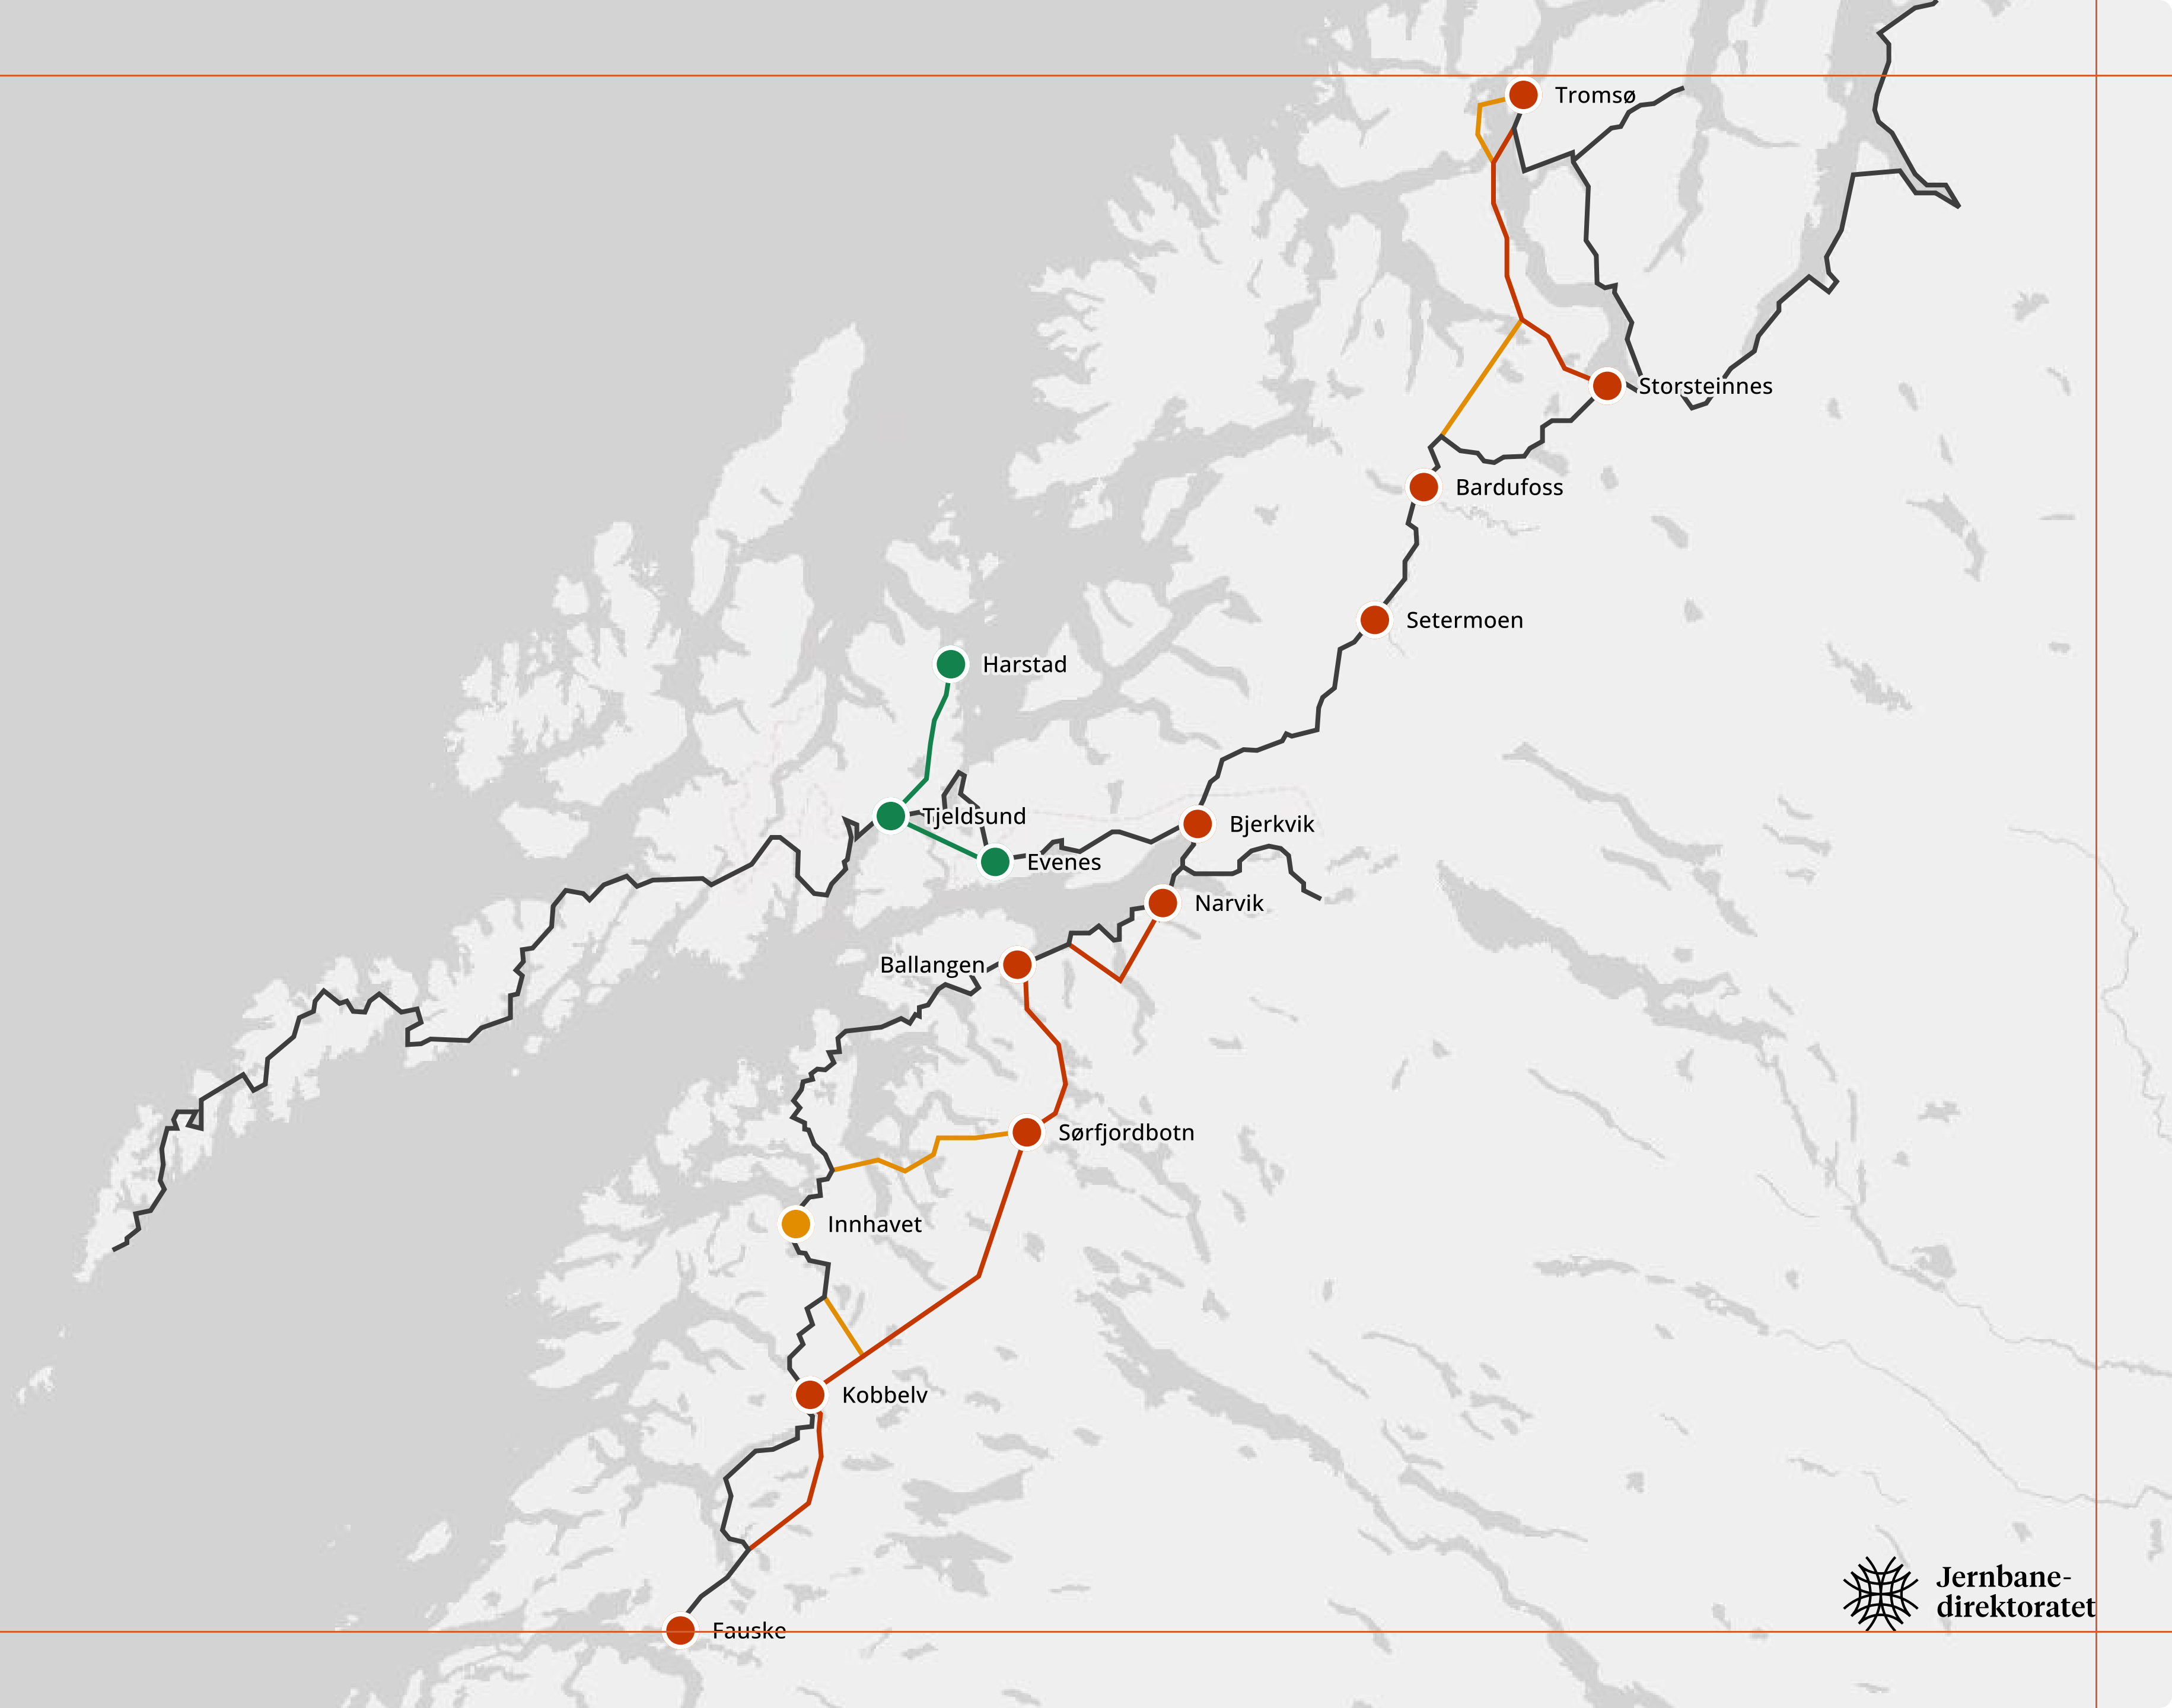 Tromsø
Storsteinnes
Bardufoss
Setermoen
Harstad
Tjeldsund
Bjerkvik
Evenes
Narvik
Ballangen
Sørfjordbotn
Innhavet
Kobbelv
Fauske
Jernbane-
direktoratet